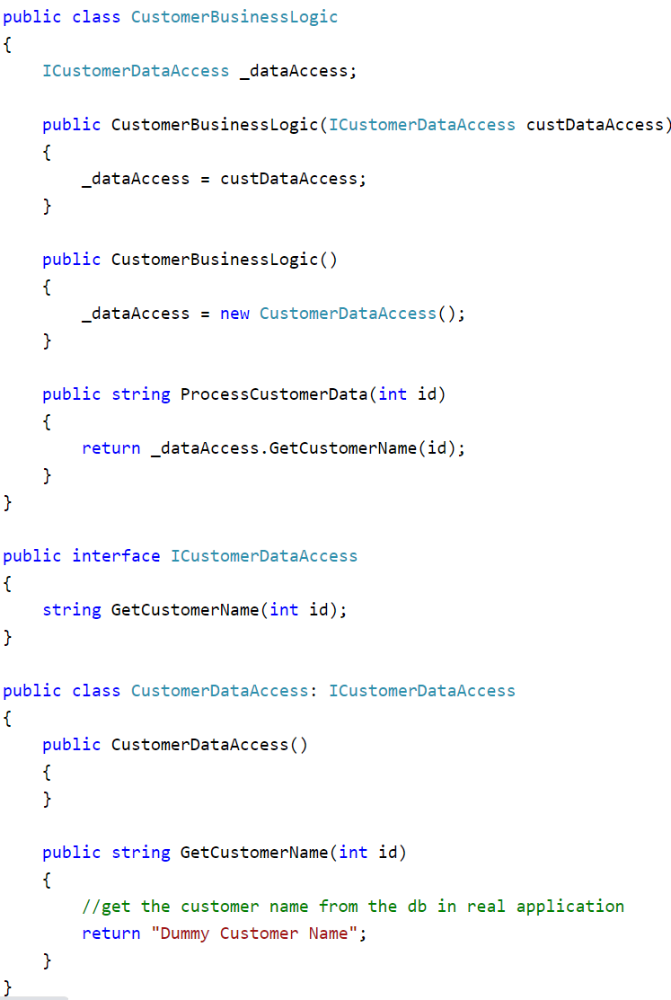 public class CustomerBusinessLogic
{
    ICustomerDataAccess _dataAccess;

    public CustomerBusinessLogic(ICustomerDataAccess custDataAccess)
    {
        _dataAccess = custDataAccess;
    }

    public CustomerBusinessLogic()
    {
        _dataAccess = new CustomerDataAccess();
    }

    public string ProcessCustomerData(int id)
    {
        return _dataAccess.GetCustomerName(id);
    }
}

public interface ICustomerDataAccess
{
    string GetCustomerName(int id);
}

public class CustomerDataAccess: ICustomerDataAccess
{
    public CustomerDataAccess()
    {
    }

    public string GetCustomerName(int id)
    {
        //get the customer name from the db in real application
        return "Dummy Customer Name";
    }
}